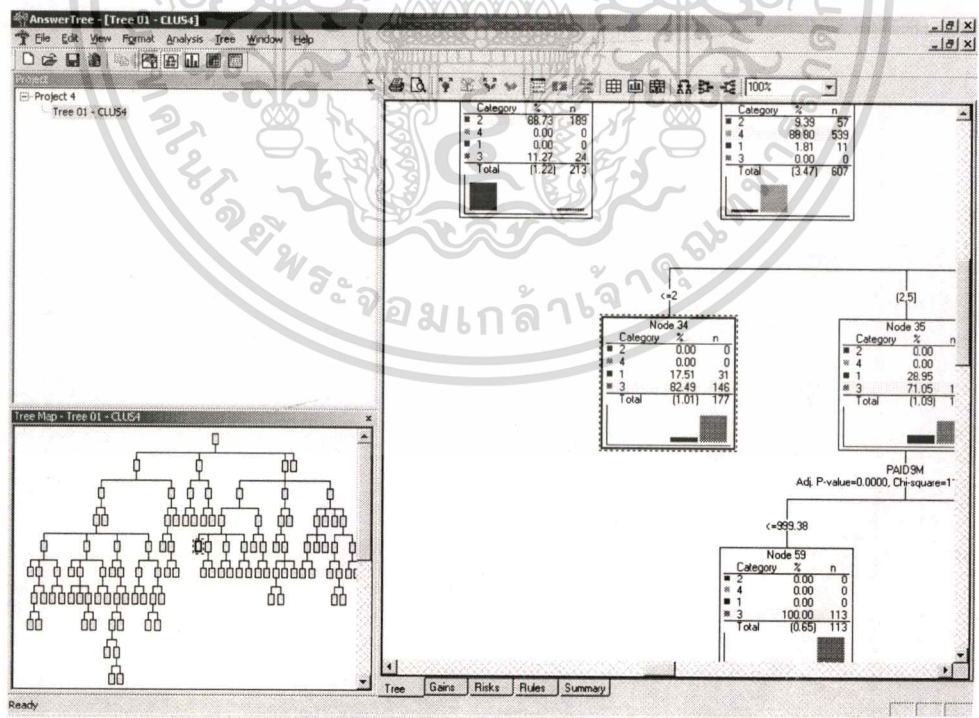 AnswerTree - [Tree 01 - CLUS4]
File Edit View Format Analysis Tree Window Help
Project
Project 4
Tree 01 - CLUS4
100%
Category % n
2 88.73 189
4 0.00 0
1 0.00 0
3 11.27 24
Total (1.22) 213
Category % n
2 9.39 57
4 88.80 539
1 1.81 11
3 0.00 0
Total (3.47) 607
<=2
(2,5]
Node 34
Category % n
2 0.00 0
4 0.00 0
1 17.51 31
3 82.49 146
Total (1.01) 177
Node 35
Category % n
2 0.00
4 0.00
1 28.95
3 71.05 1
Total (1.09) 1
PAID9M
Adj. P-value=0.0000, Chi-square=1
<=999.38
Node 59
Category % n
2 0.00 0
4 0.00 0
1 0.00 0
3 100.00 113
Total (0.65) 113
Tree Map - Tree 01 - CLUS4
Tree Gains Risks Rules Summary
Ready